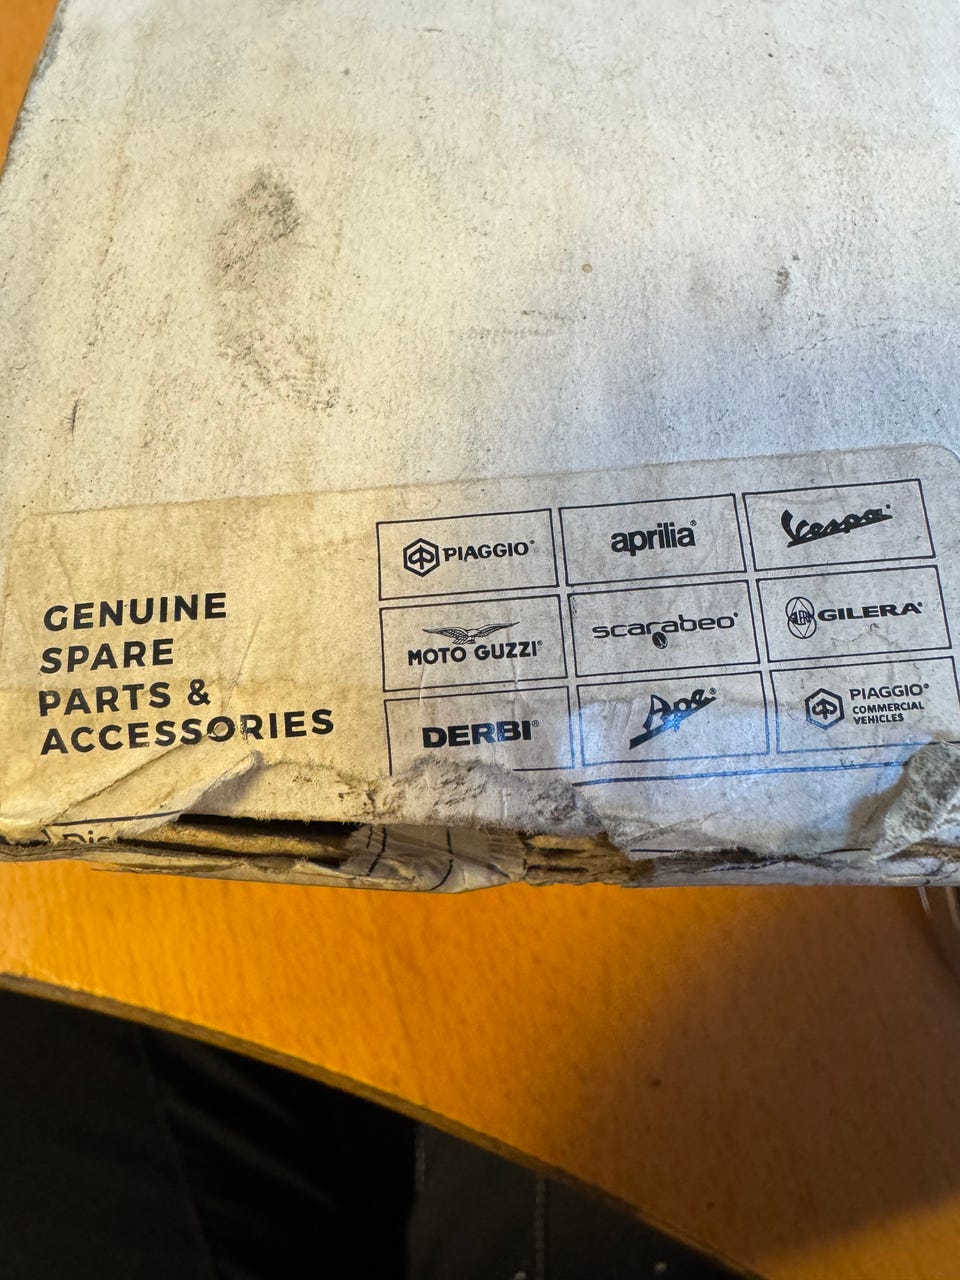 GENUINE
SPARE
PARTS &
ACCESSORIES
PIAGGIO®
aprilia®
Vespa®
MOTO GUZZI®
scarabeo®
GILERA®
DERBI®
Ape®
PIAGGIO®
COMMERCIAL
VEHICLES